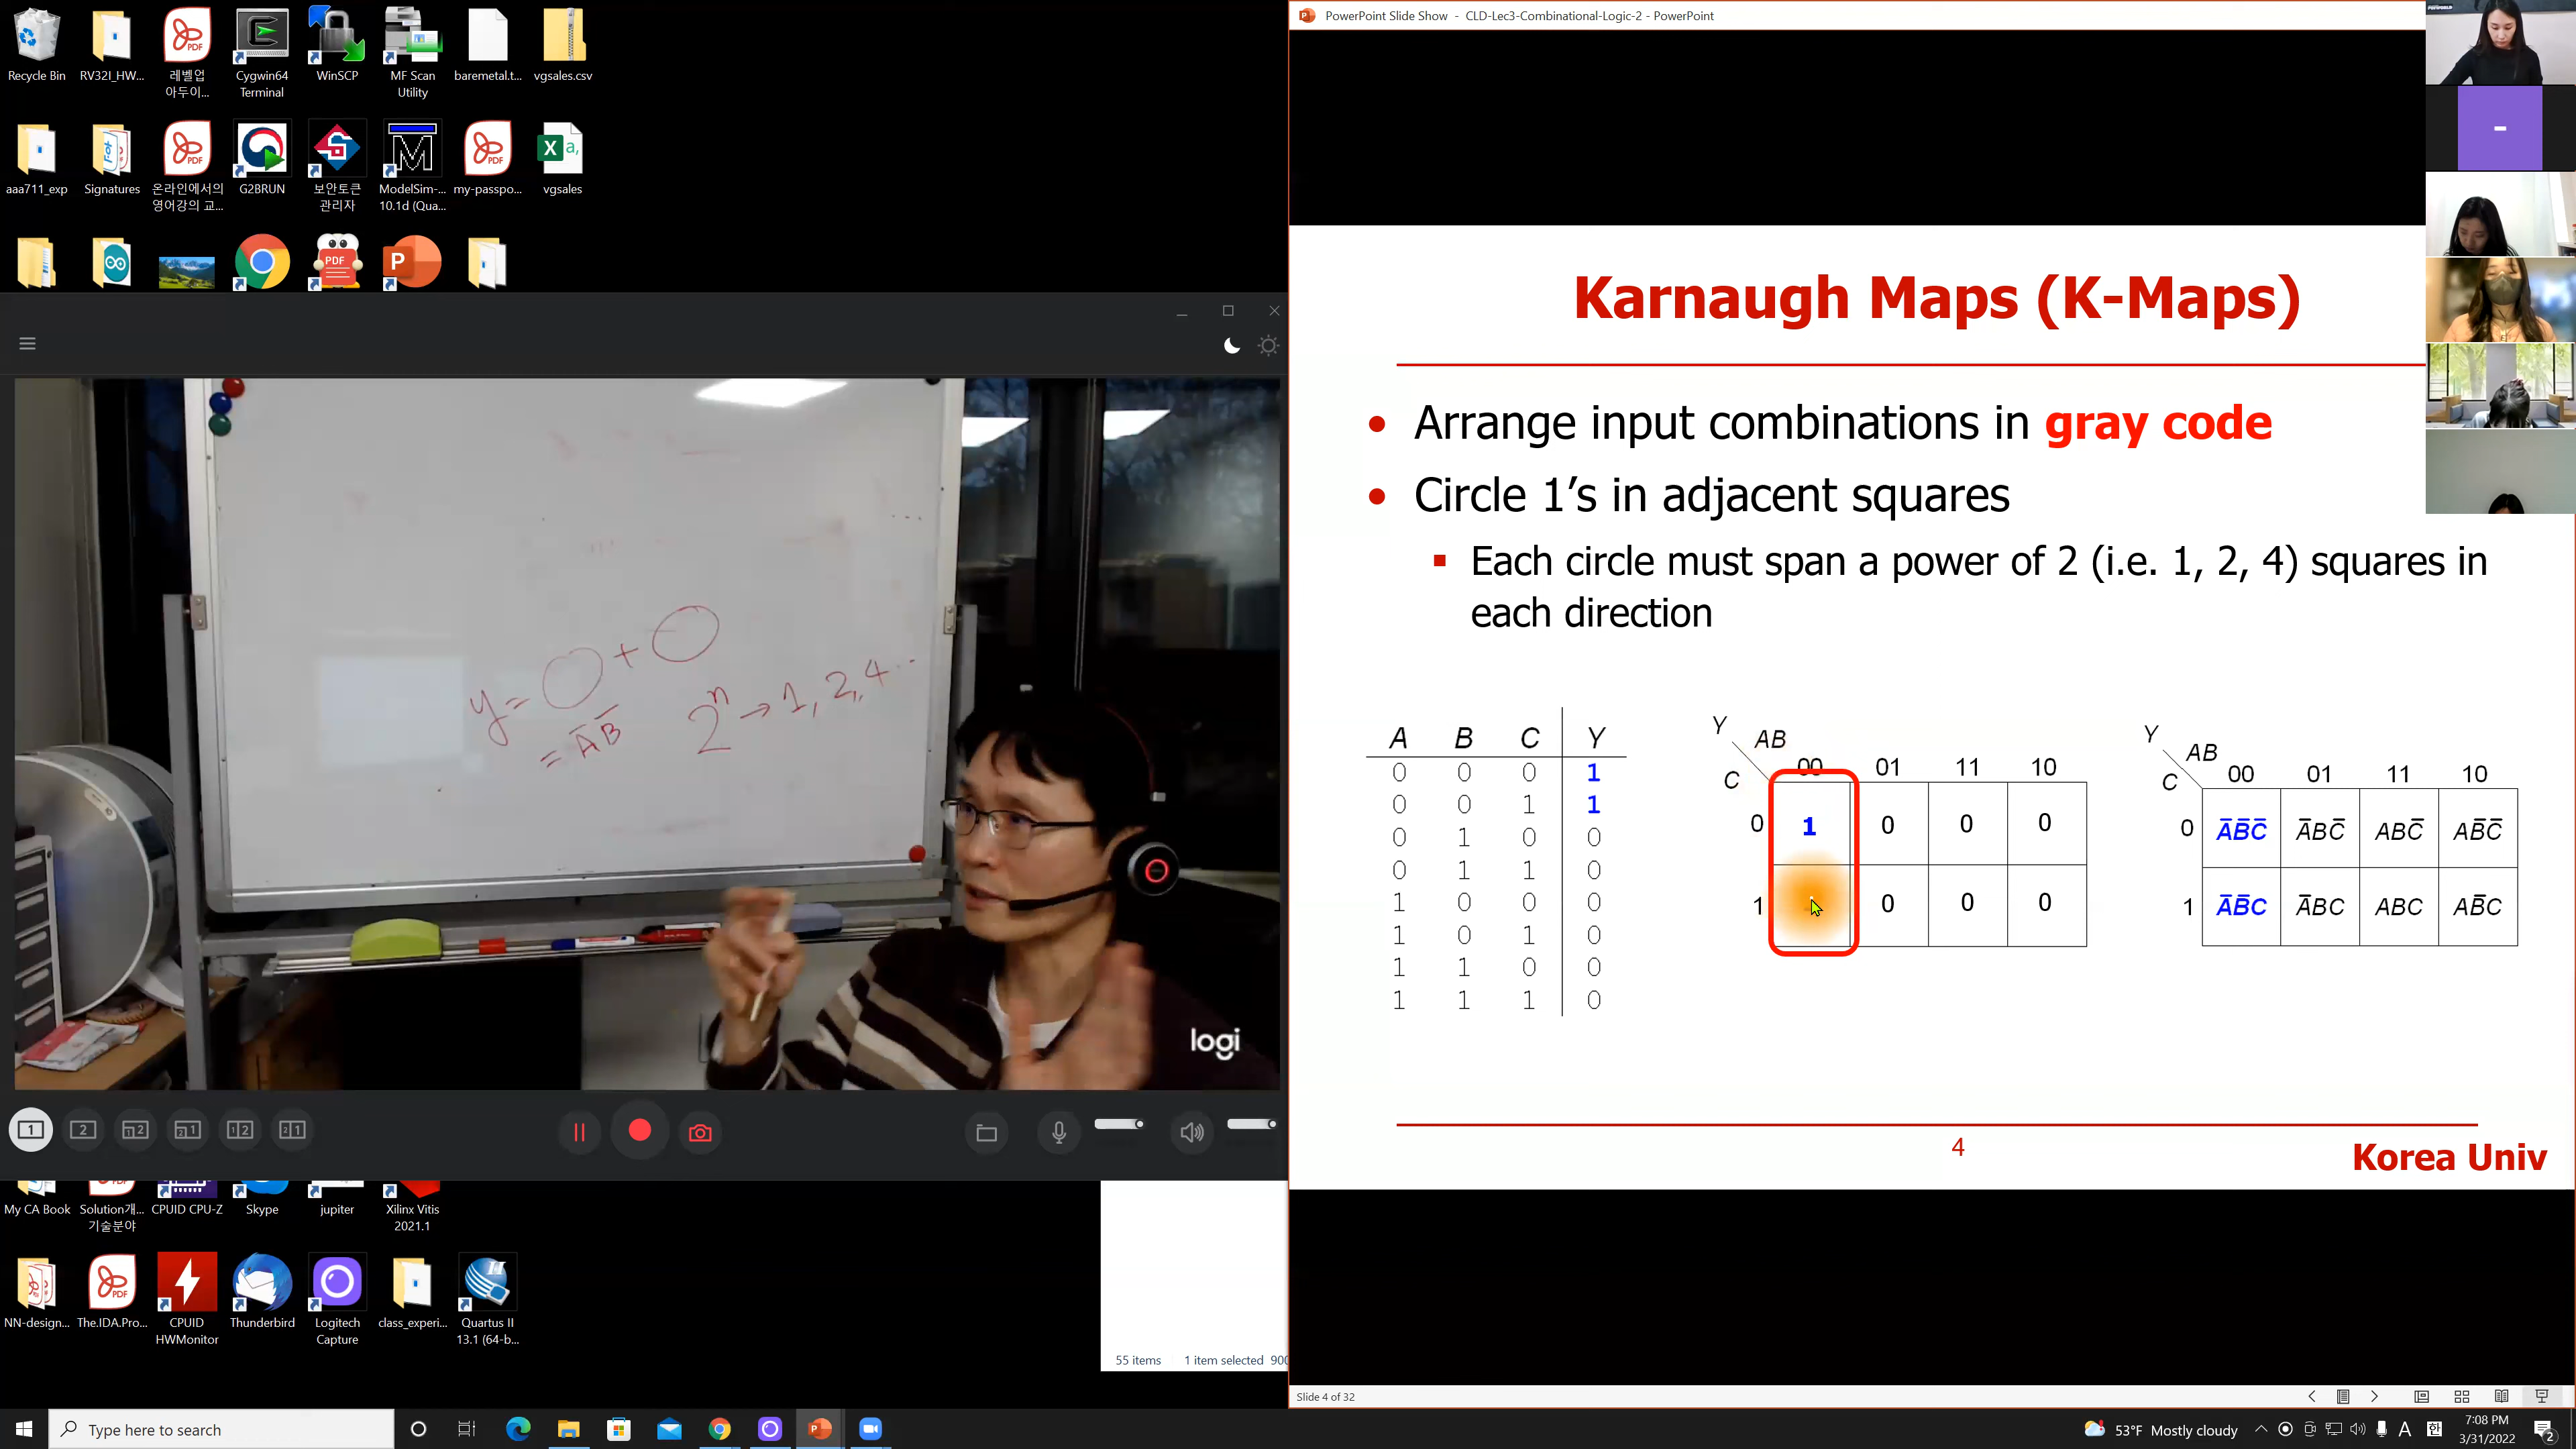 Recycle Bin
RV32I_HW...
레벨업
아두이...
Cygwin64
Terminal
WinSCP
MF Scan
Utility
baremetal.t...
vgsales.csv
aaa711_exp
Signatures
온라인에서의
영어강의 교...
G2BRUN
보안토큰
관리자
ModelSim-...
10.1d (Qua...
my-passpo...
vgsales
y = + 
= A̅ B̅
2ⁿ → 1, 2, 4 ..
logi
My CA Book
Solution개...
기술분야
CPUID CPU-Z
Skype
jupiter
Xilinx Vitis
2021.1
NN-design...
The.IDA.Pro...
CPUID
HWMonitor
Thunderbird
Logitech
Capture
class_experi...
Quartus II
13.1 (64-b...
55 items 1 item selected 900
PowerPoint Slide Show - CLD-Lec3-Combinational-Logic-2 - PowerPoint
Karnaugh Maps (K-Maps)
• Arrange input combinations in gray code
• Circle 1’s in adjacent squares
▪ Each circle must span a power of 2 (i.e. 1, 2, 4) squares in
each direction
A B C Y
0 0 0 1
0 0 1 1
0 1 0 0
0 1 1 0
1 0 0 0
1 0 1 0
1 1 0 0
1 1 1 0
Y
AB
C
00 01 11 10
0 1 0 0 0
1 0 0 0
Y
AB
C
00 01 11 10
0 A̅B̅C̅ A̅BC̅ ABC̅ AB̅C̅
1 A̅B̅C A̅BC ABC AB̅C
4
Korea Univ
Slide 4 of 32
Type here to search
53°F Mostly cloudy
A
7:08 PM
3/31/2022
2